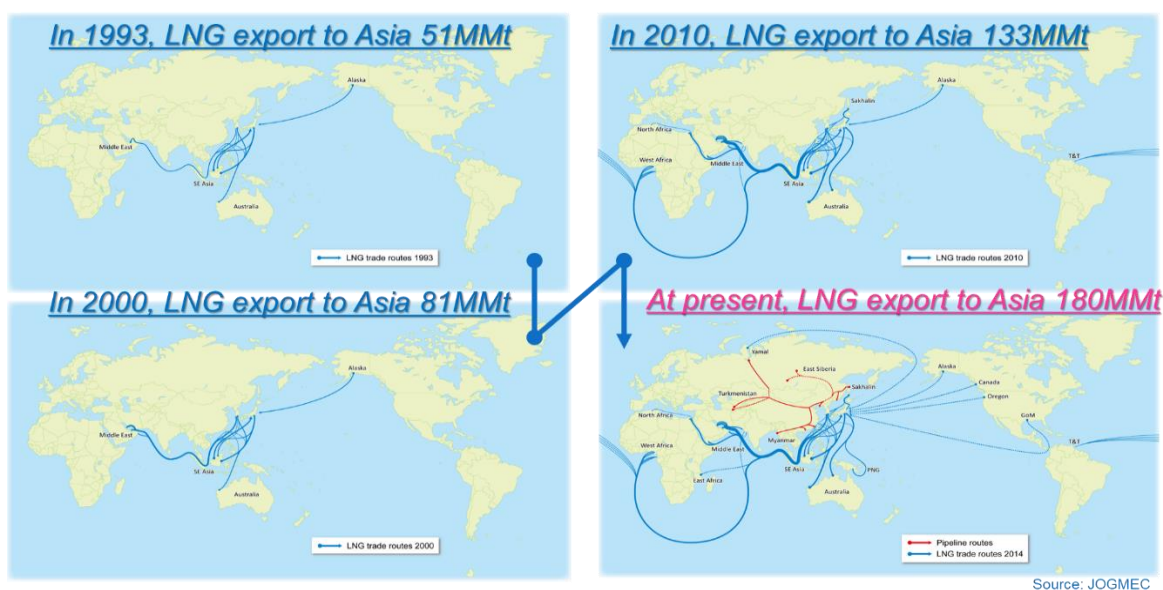 In 1993, LNG export to Asia 51MMt
Alaska
Middle East
SE Asia
Australia
LNG trade routes 1993
In 2000, LNG export to Asia 81MMt
Alaska
Middle East
SE Asia
Australia
LNG trade routes 2000
In 2010, LNG export to Asia 133MMt
Alaska
Sakhalin
North Africa
West Africa
Middle East
T&T
SE Asia
Australia
LNG trade routes 2010
At present, LNG export to Asia 180MMt
Yamal
East Siberia
Alaska
Sakhalin
Canada
Turkmenistan
Oregon
North Africa
GoM
Myanmar
West Africa
Middle East
T&T
SE Asia
PNG
East Africa
Australia
Pipeline routes
LNG trade routes 2014
Source: JOGMEC